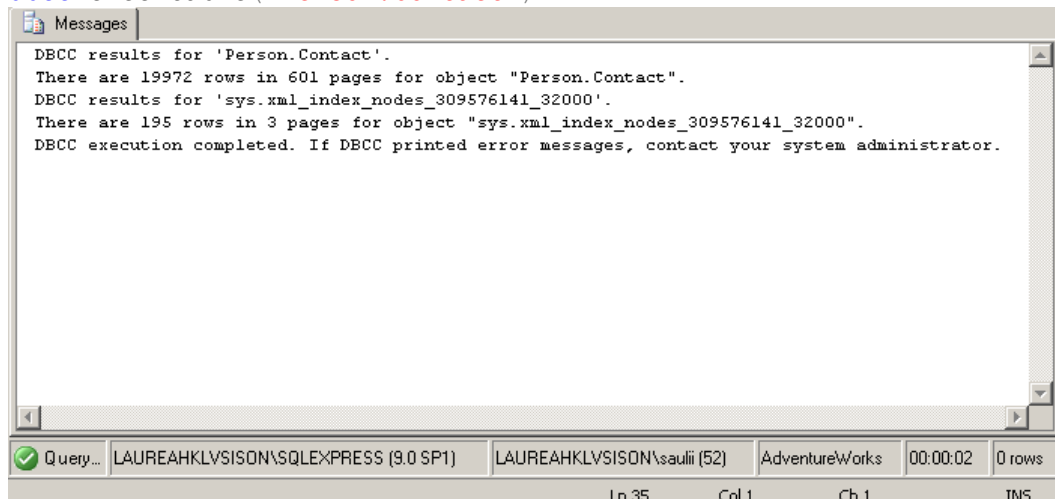 Messages
DBCC results for 'Person.Contact'.
There are 19972 rows in 601 pages for object "Person.Contact".
DBCC results for 'sys.xml_index_nodes_309576141_32000'.
There are 195 rows in 3 pages for object "sys.xml_index_nodes_309576141_32000".
DBCC execution completed. If DBCC printed error messages, contact your system administrator.
Query... LAUREAHKLVSISON\SQLEXPRESS (9.0 SP1) LAUREAHKLVSISON\saulii (52) AdventureWorks 00:00:02 0 rows
Ln 35 Col 1 Ch 1 INS